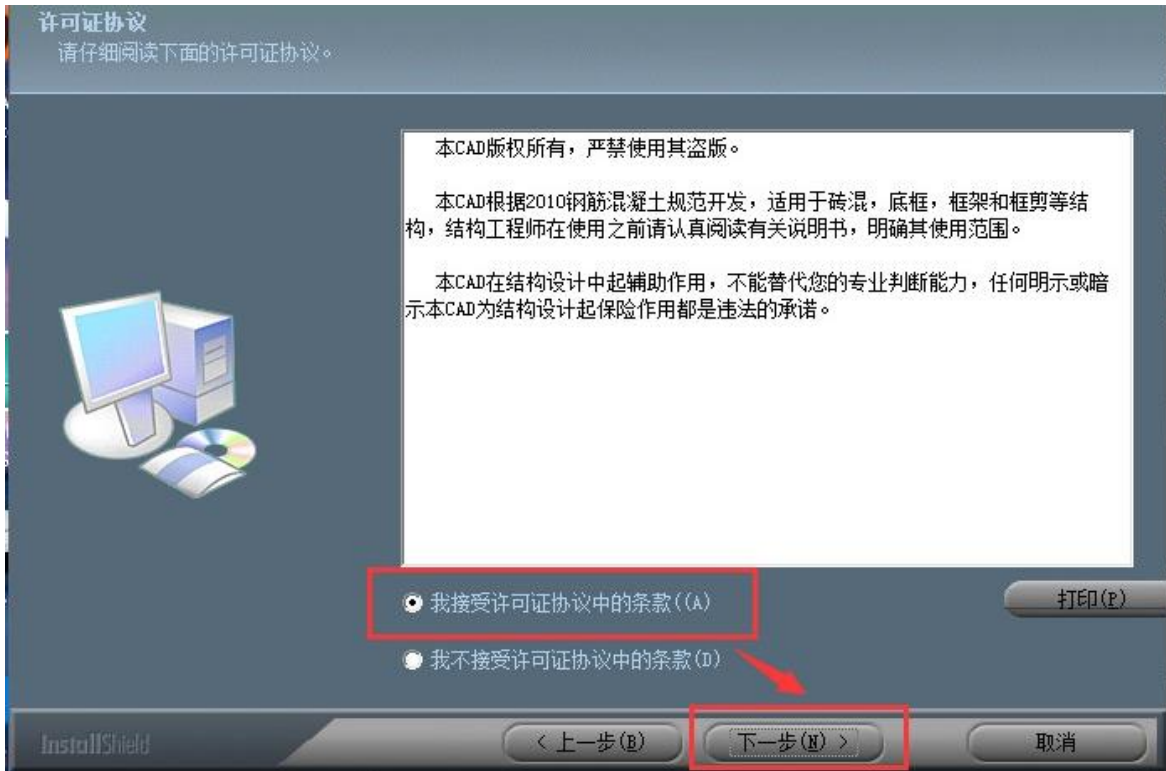 许可证协议
请仔细阅读下面的许可证协议。
本CAD版权所有，严禁使用其盗版。
本CAD根据2010钢筋混凝土规范开发，适用于砖混，底框，框架和框剪等结
构，结构工程师在使用之前请认真阅读有关说明书，明确其使用范围。
本CAD在结构设计中起辅助作用，不能替代您的专业判断能力，任何明示或暗
示本CAD为结构设计起保险作用都是违法的承诺。
我接受许可证协议中的条款((A)
打印(P)
我不接受许可证协议中的条款(D)
InstallShield
< 上一步(B)
下一步(N) >
取消